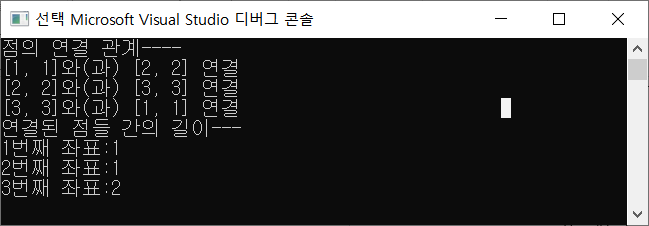 선택 Microsoft Visual Studio 디버그 콘솔
점의 연결 관계----
[1, 1]와(과) [2, 2] 연결
[2, 2]와(과) [3, 3] 연결
[3, 3]와(과) [1, 1] 연결
연결된 점들 간의 길이---
1번째 좌표:1
2번째 좌표:1
3번째 좌표:2